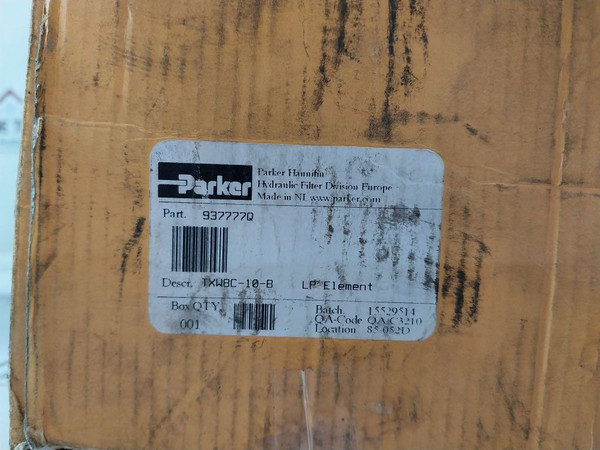 Parker
Parker Hannifin
Hydraulic Filter Division Europe
Made in NL www.parker.com
Part. 937777Q
Descr. TXW8C-10-B LP Element
Box QTY
001
Batch. 15529514
QA-Code QA-C3210
Location 85-052D